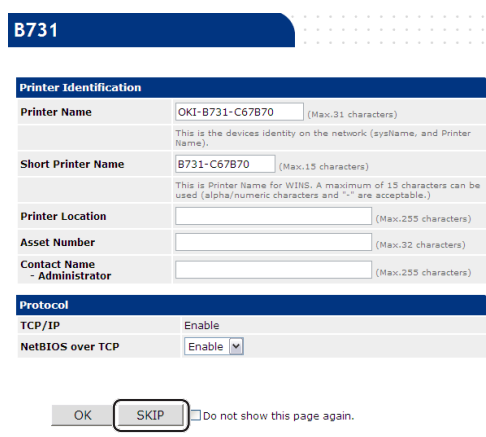 B731
Printer Identification
Printer Name OKI-B731-C67B70 (Max.31 characters)
This is the devices identity on the network (sysName, and Printer
Name).
Short Printer Name B731-C67B70 (Max.15 characters)
This is Printer Name for WINS. A maximum of 15 characters can be
used (alpha/numeric characters and "-" are acceptable.)
Printer Location (Max.255 characters)
Asset Number (Max.32 characters)
Contact Name
- Administrator (Max.255 characters)
Protocol
TCP/IP Enable
NetBIOS over TCP Enable
OK SKIP Do not show this page again.